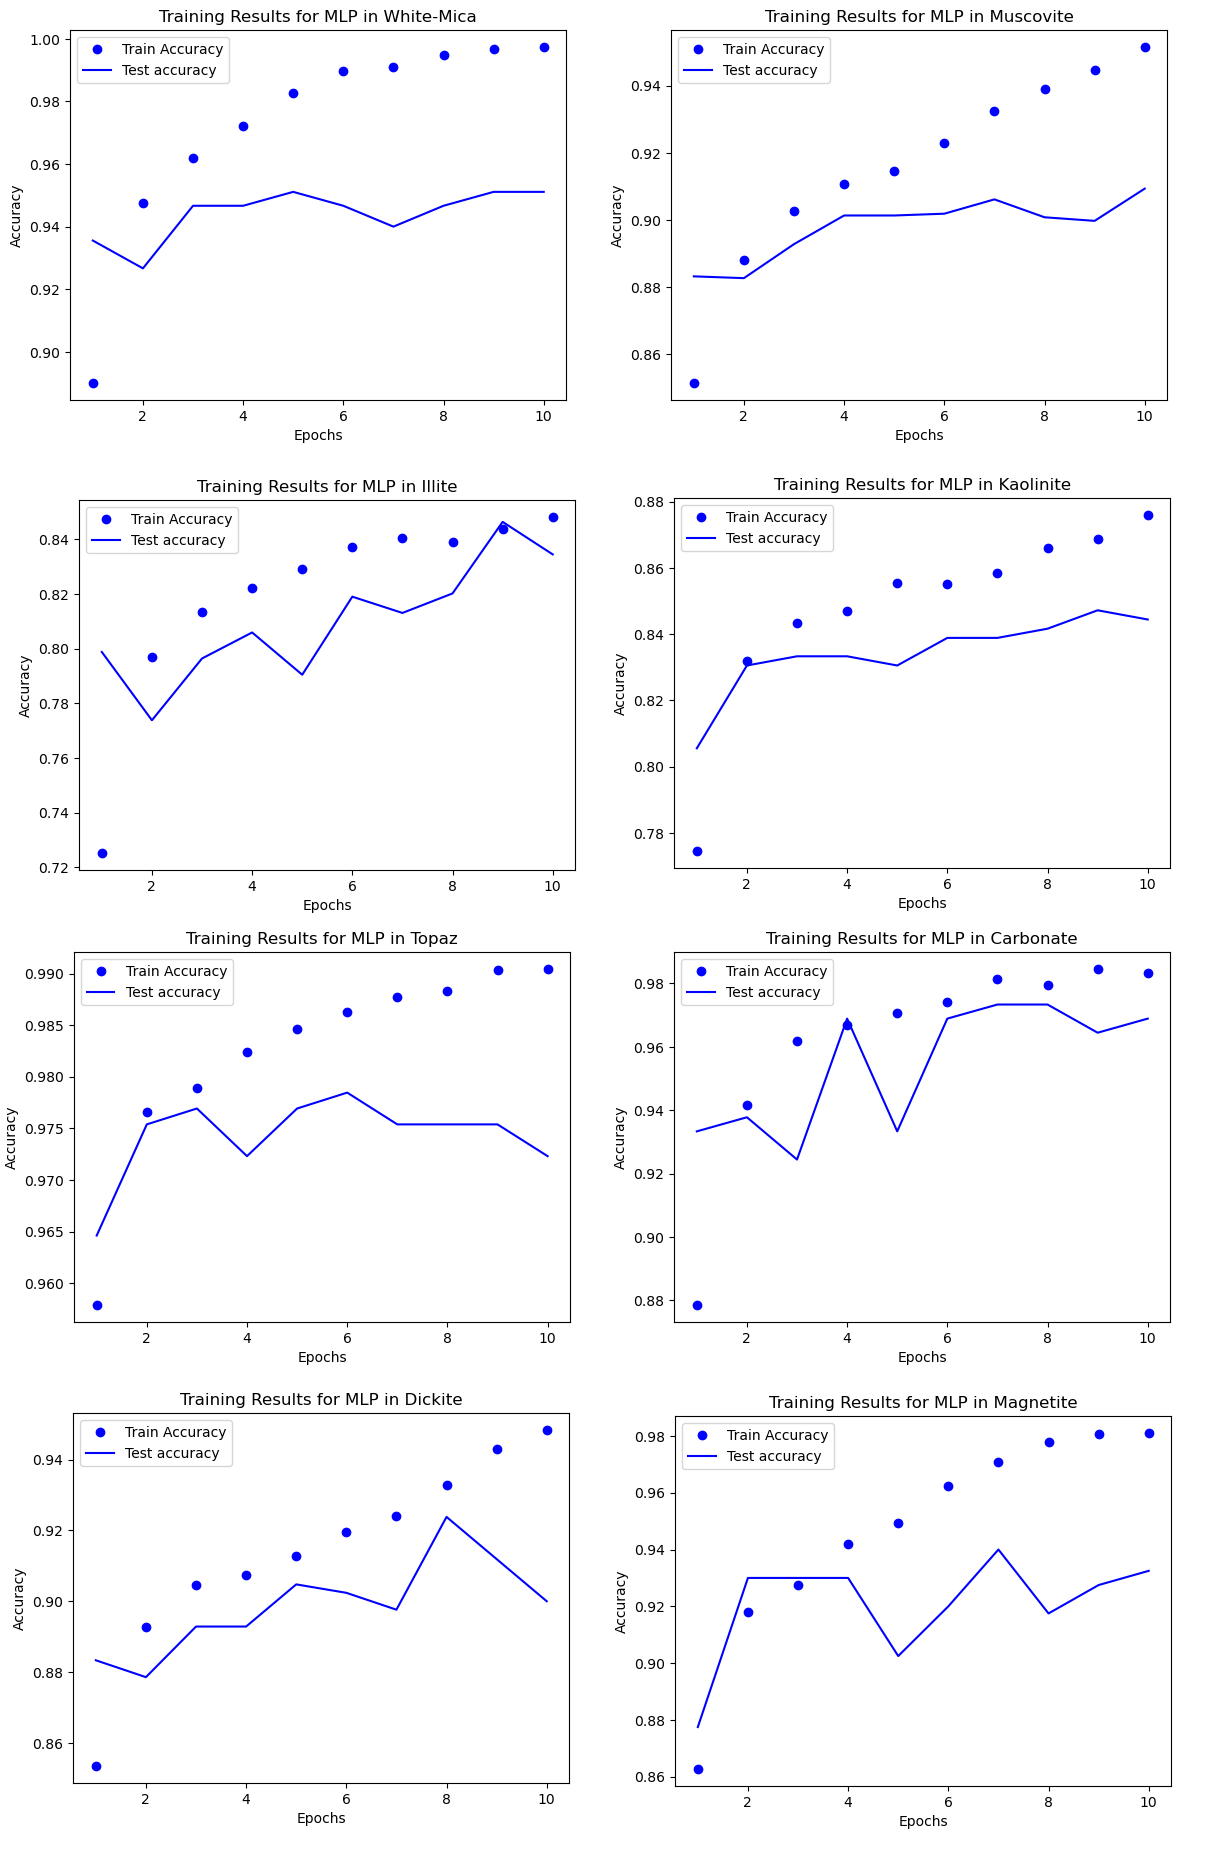 Training Results for MLP in White-Mica
Train Accuracy
Test accuracy
1.00
0.98
0.96
0.94
0.92
0.90
Accuracy
2 4 6 8 10
Epochs
Training Results for MLP in Muscovite
Train Accuracy
Test accuracy
0.94
0.92
0.90
0.88
0.86
Accuracy
2 4 6 8 10
Epochs
Training Results for MLP in Illite
Train Accuracy
Test accuracy
0.84
0.82
0.80
0.78
0.76
0.74
0.72
Accuracy
2 4 6 8 10
Epochs
Training Results for MLP in Kaolinite
Train Accuracy
Test accuracy
0.88
0.86
0.84
0.82
0.80
0.78
Accuracy
2 4 6 8 10
Epochs
Training Results for MLP in Topaz
Train Accuracy
Test accuracy
0.990
0.985
0.980
0.975
0.970
0.965
0.960
Accuracy
2 4 6 8 10
Epochs
Training Results for MLP in Carbonate
Train Accuracy
Test accuracy
0.98
0.96
0.94
0.92
0.90
0.88
Accuracy
2 4 6 8 10
Epochs
Training Results for MLP in Dickite
Train Accuracy
Test accuracy
0.94
0.92
0.90
0.88
0.86
Accuracy
2 4 6 8 10
Epochs
Training Results for MLP in Magnetite
Train Accuracy
Test accuracy
0.98
0.96
0.94
0.92
0.90
0.88
0.86
Accuracy
2 4 6 8 10
Epochs